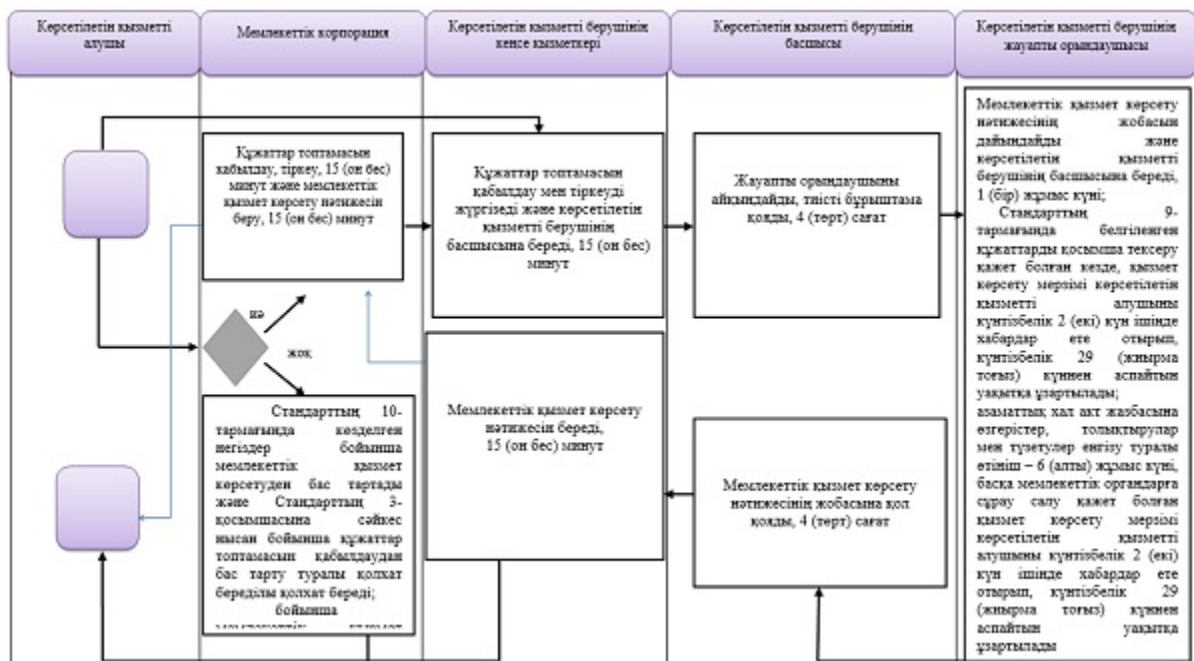 Көрсетілетін қызметті
алушы
Мемлекеттік корпорация
Көрсетілетін қызметті берушінің
кеңсе қызметкері
Көрсетілетін қызметті берушінің
басшысы
Көрсетілетін қызметті берушінің
жауапты орындаушысы
Құжаттар топтамасын
қабылдау, тіркеу, 15 (он бес)
минут және мемлекеттік
қызмет көрсету нәтижесін
беру, 15 (он бес) минут
Құжаттар топтамасын
қабылдау мен тіркеуді
жүргізеді және көрсетілетін
қызметті берушінің
басшысына береді, 15 (он бес)
минут
Жауапты орындаушыны
айқындайды, тиісті бұрыштама
қояды, 4 (төрт) сағат
Мемлекеттік қызмет көрсету
нәтижесінің жобасын
дайындайды және
көрсетілетін қызметті
берушінің басшысына береді,
1 (бір) жұмыс күні;
Стандарттың 9-
тармағында белгіленген
құжаттарды қосымша тексеру
қажет болған кезде, қызмет
көрсету мерзімі көрсетілетін
қызметті алушыны
күнтізбелік 2 (екі) күн ішінде
хабардар ете отырып,
күнтізбелік 29 (жиырма
тоғыз) күннен аспайтын
уақытқа ұзартылады;
азаматтық хал акт жазбасына
өзгерістер, толықтырулар
мен түзетулер енгізу туралы
өтініш – 6 (алты) жұмыс күні,
басқа мемлекеттік органдарға
сұрау салу қажет болған
қызмет көрсету мерзімі
көрсетілетін қызметті
алушыны күнтізбелік 2 (екі)
күн ішінде хабардар ете
отырып, күнтізбелік 29
(жиырма тоғыз) күннен
аспайтын уақытқа
ұзартылады
иә
жоқ
Стандарттың 10-
тармағында көзделген
негіздер бойынша
мемлекеттік қызмет
көрсетуден бас тартады
және Стандарттың 3-
қосымшасына сәйкес
нысан бойынша құжаттар
топтамасын қабылдаудан
бас тарту туралы қолхат
береділы қолхат береді;
бойынша
Мемлекеттік қызмет көрсету
нәтижесін береді,
15 (он бес) минут
Мемлекеттік қызмет көрсету
нәтижесінің жобасына қол
қояды, 4 (төрт) сағат